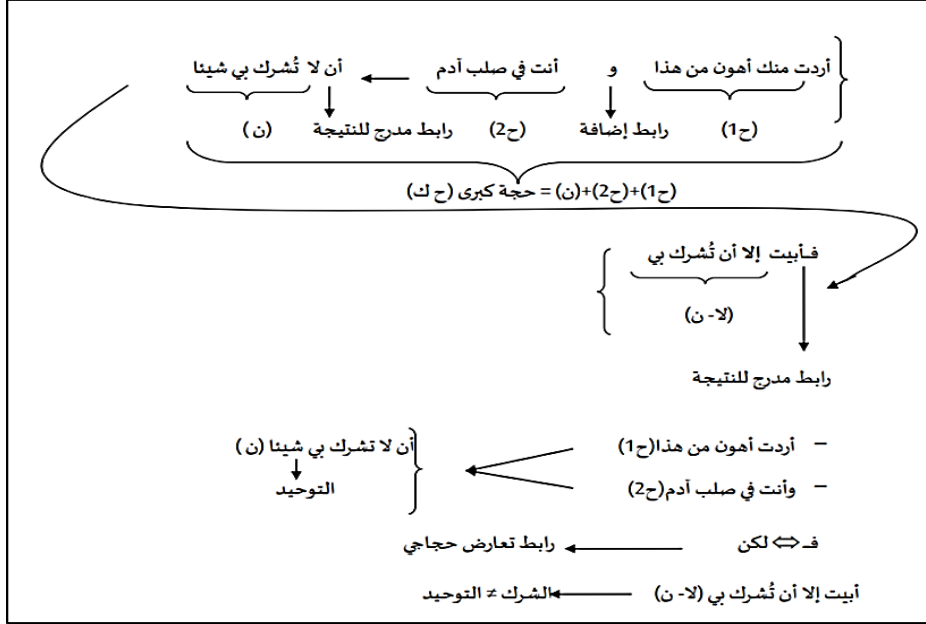 أردت منك أهون من هذا و أنت في صلب آدم أن لا تُشرك بي شيئا
(ح1) رابط إضافة (ح2) رابط مدرج للنتيجة (ن)
(ح1)+(ح2)+(ن) = حجة كبرى (ح ك)
فـأبيت إلا أن تُشرك بي
(لا- ن)
رابط مدرج للنتيجة
– أردت أهون من هذا(ح1) أن لا تشرك بي شيئا (ن)
– وأنت في صلب آدم(ح2) التوحيد
فـ ⇔ لكن رابط تعارض حجاجي
أبيت إلا أن تُشرك بي (لا- ن) الشرك ≠ التوحيد